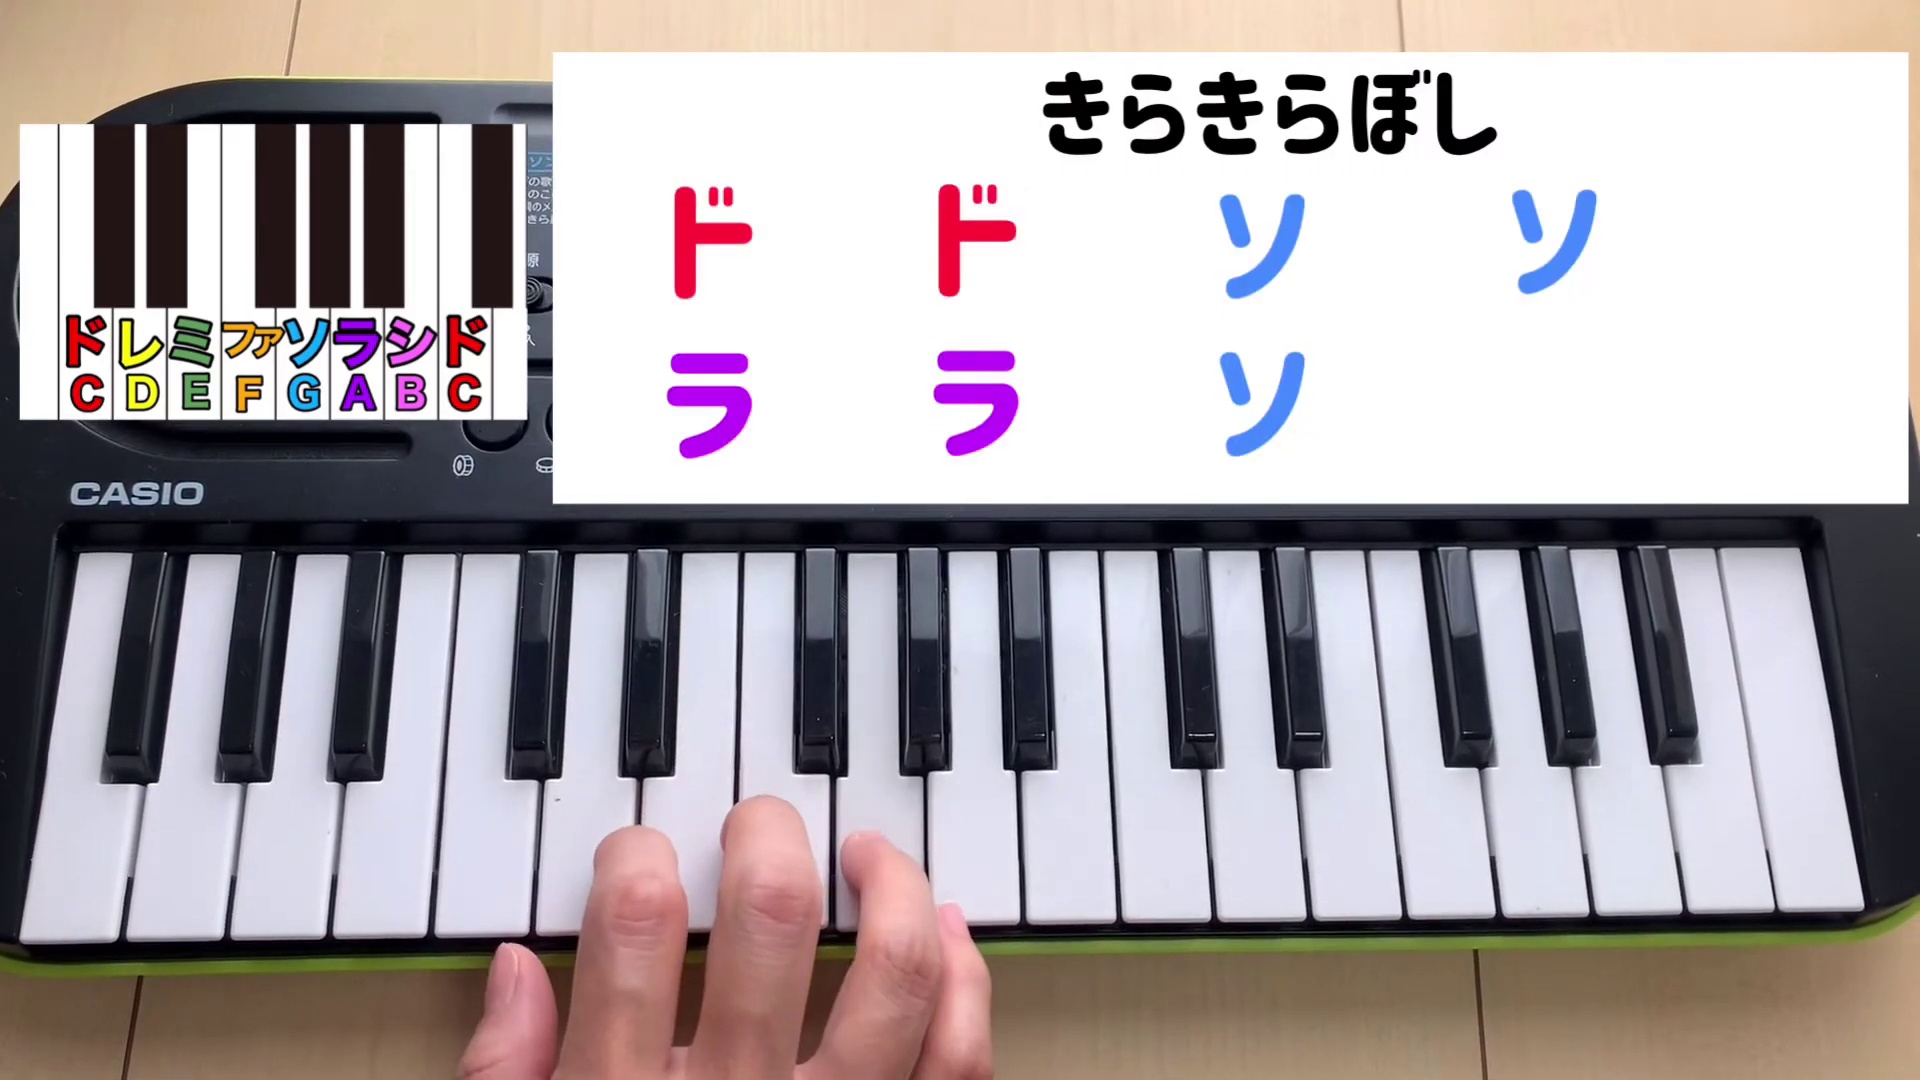 きらきらぼし
ド ド ソ ソ
ラ ラ ソ
ド レ ミ ファ ソ ラ シ ド
C D E F G A B C
CASIO